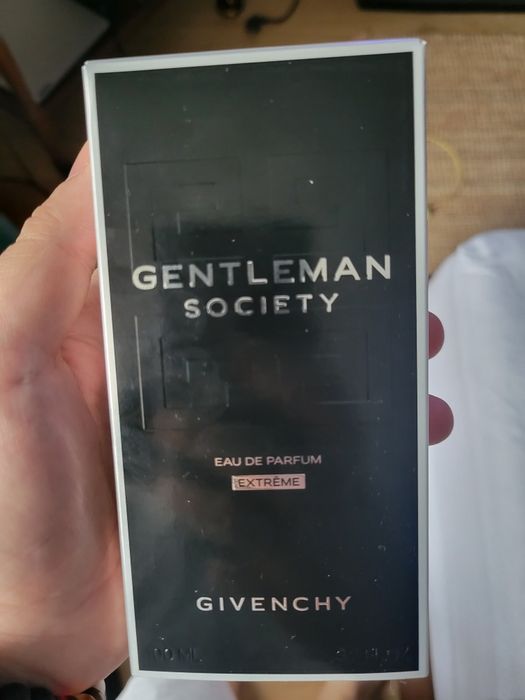 GENTLEMAN
SOCIETY
EAU DE PARFUM
EXTRÊME
GIVENCHY